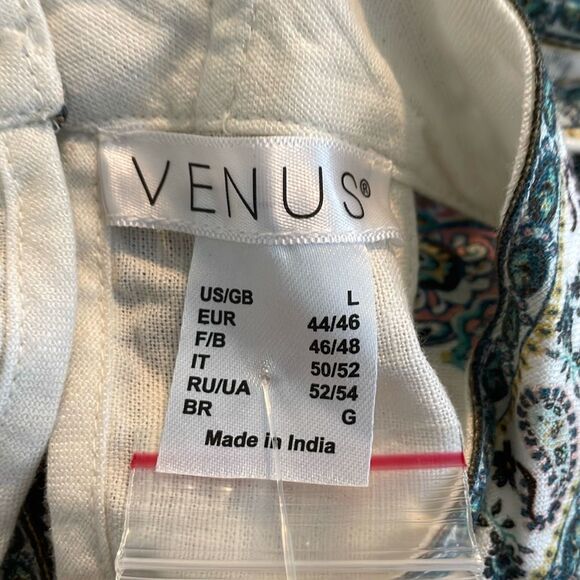 VENUS®
US/GB L
EUR 44/46
F/B 46/48
IT 50/52
RU/UA 52/54
BR G
Made in India